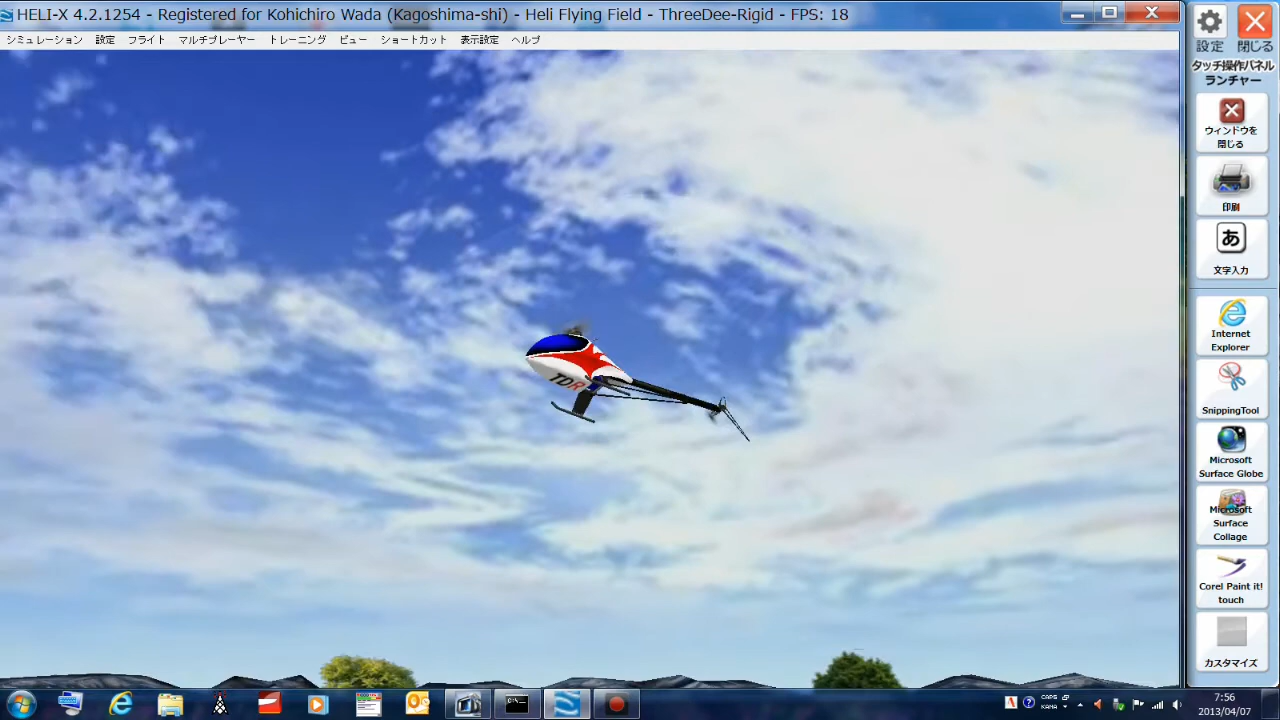 HELI-X 4.2.1254 - Registered for Kohichiro Wada (Kagoshima-shi) - Heli Flying Field - ThreeDee-Rigid - FPS: 18
シミュレーション 設定 フライト マルチプレーヤー トレーニング ビュー ショートカット 表示設定 ヘルプ
TDR
設定 閉じる
タッチ操作パネル
ランチャー
ウィンドウを
閉じる
印刷
あ
文字入力
Internet
Explorer
SnippingTool
Microsoft
Surface Globe
Microsoft
Surface
Collage
Corel Paint it!
touch
カスタマイズ
A
CAPS
KANA
7:56
2013/04/07